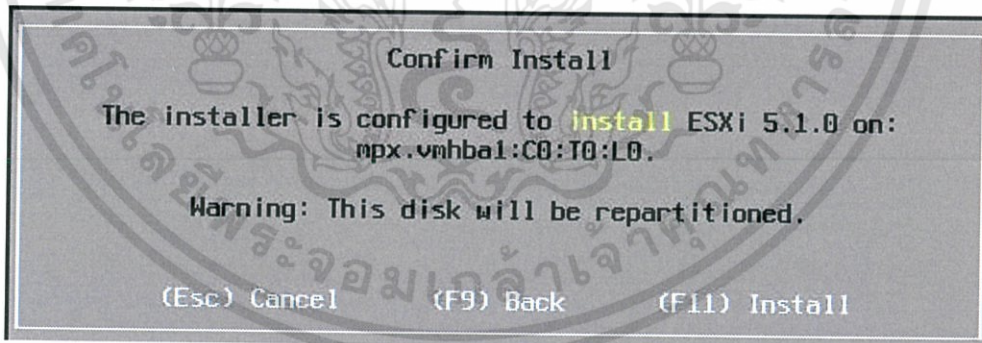 Confirm Install
The installer is configured to install ESXi 5.1.0 on:
mpx.vmhba1:C0:T0:L0.
Warning: This disk will be repartitioned.
(Esc) Cancel (F9) Back (F11) Install